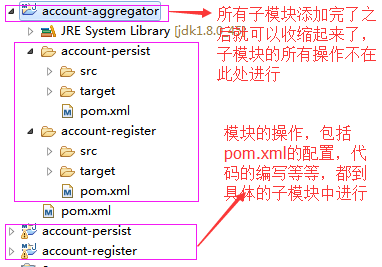 account-aggregator
JRE System Library [jdk1.8.0
account-persist
src
target
pom.xml
account-register
src
target
pom.xml
pom.xml
account-persist
account-register
所有子模块添加完了之
后就可以收缩起来了，
子模块的所有操作不在
此处进行
模块的操作，包括
pom.xml的配置，代
码的编写等等，都到
具体的子模块中进行